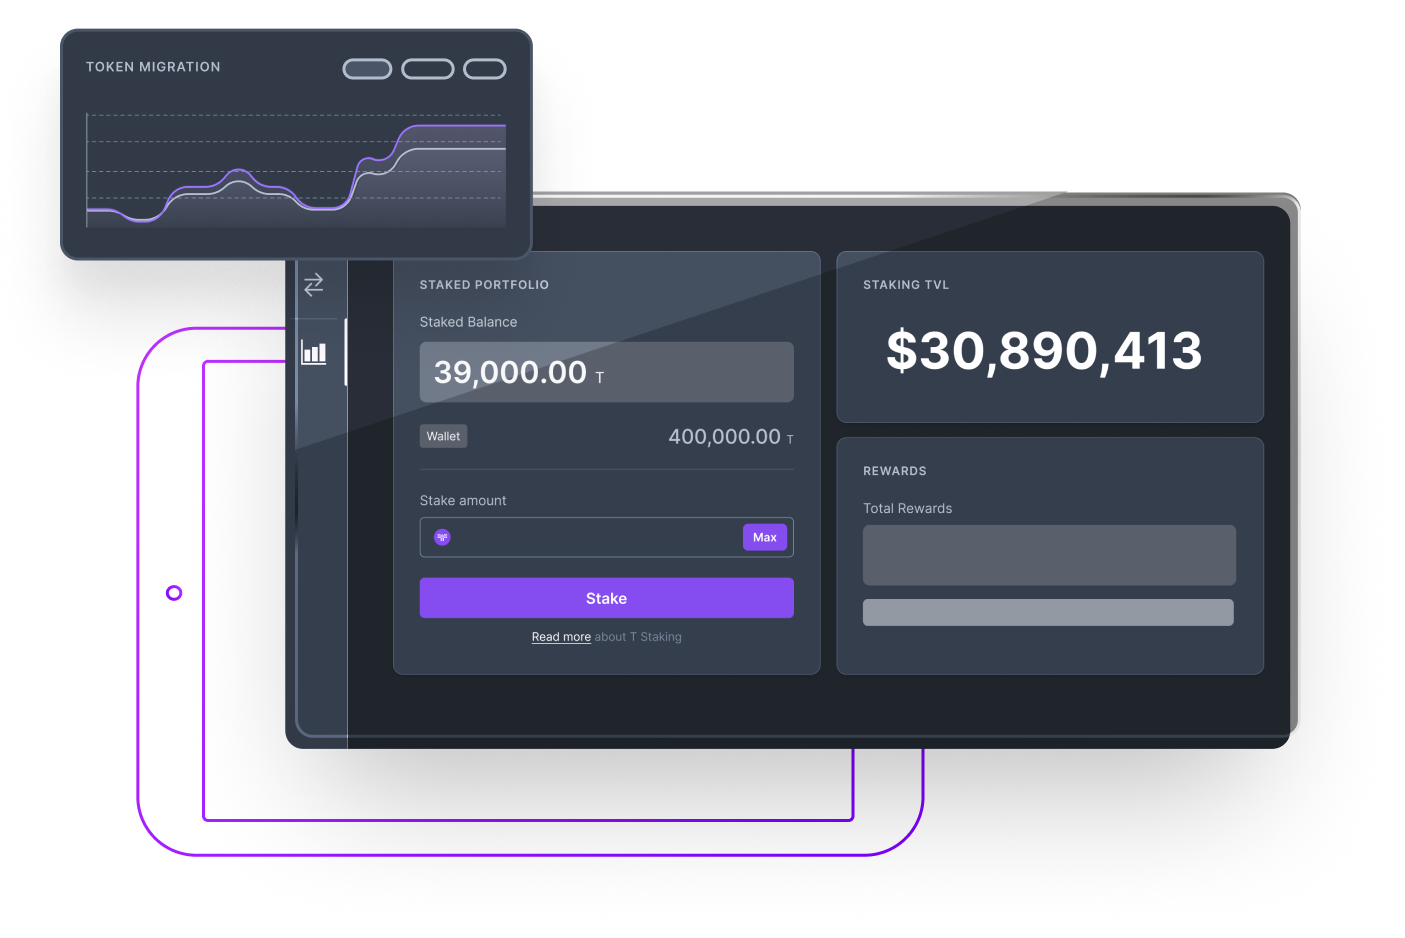 TOKEN MIGRATION
STAKED PORTFOLIO
Staked Balance
39,000.00 T
Wallet
400,000.00 T
Stake amount
Max
Stake
Read more about T Staking
STAKING TVL
$30,890,413
REWARDS
Total Rewards